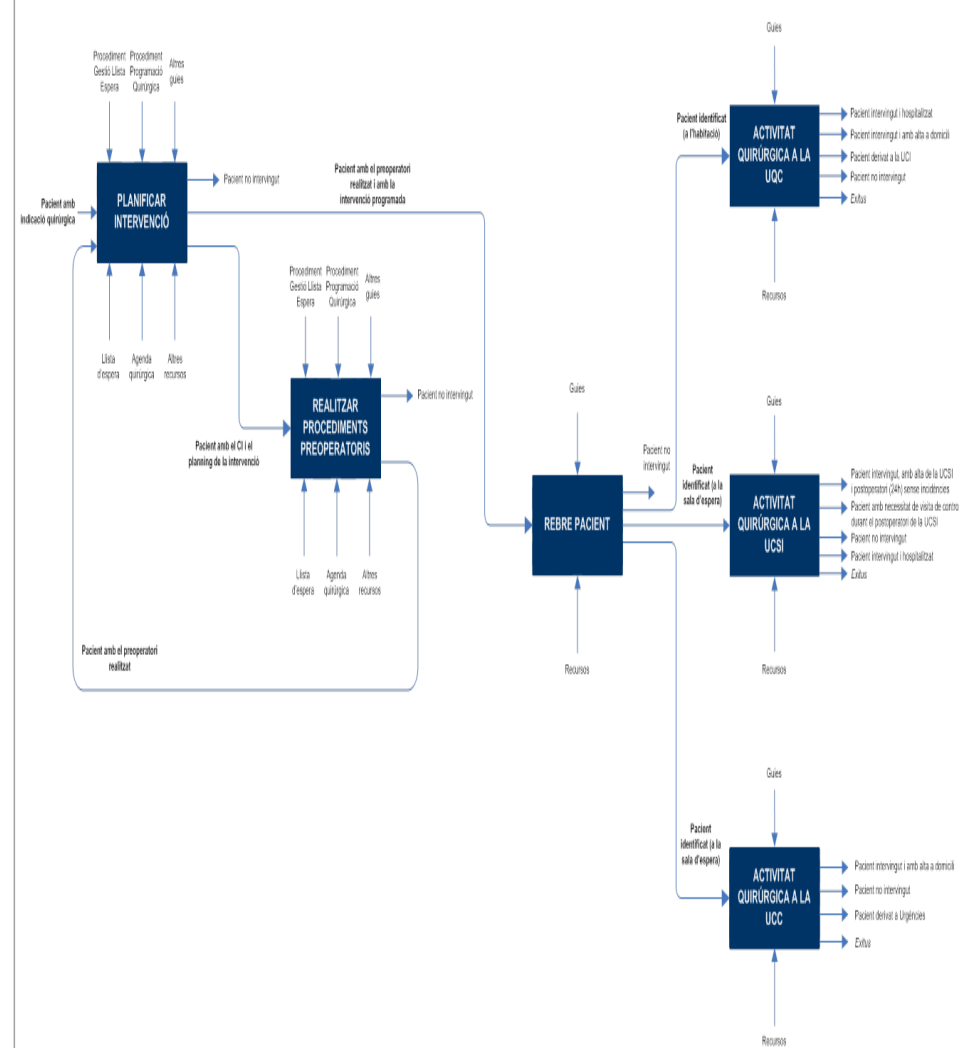 Procediment
Gestió Llista
Espera
Procediment
Programació
Quirúrgica
Altres
guies
Pacient amb
indicació quirúrgica
PLANIFICAR
INTERVENCIÓ
Pacient no intervingut
Llista
d'espera
Agenda
quirúrgica
Altres
recursos
Pacient amb el preoperatori
realitzat i amb la
intervenció programada
Procediment
Gestió Llista
Espera
Procediment
Programació
Quirúrgica
Altres
guies
Pacient amb el CI i el
planning de la intervenció
REALITZAR
PROCEDIMENTS
PREOPERATORIS
Pacient no intervingut
Llista
d'espera
Agenda
quirúrgica
Altres
recursos
Pacient amb el preoperatori
realitzat
Guies
REBRE PACIENT
Pacient no
intervingut
Recursos
Pacient identificat
(a l'habitació)
Guies
ACTIVITAT
QUIRÚRGICA A LA
UQC
Pacient intervingut i hospitalitzat
Pacient intervingut i amb alta a domicili
Pacient derivat a la UCI
Pacient no intervingut
Exitus
Recursos
Pacient
identificat (a la
sala d'espera)
Guies
ACTIVITAT
QUIRÚRGICA A LA
UCSI
Pacient intervingut, amb alta de la UCSI
i postoperatori (24h) sense incidències
Pacient amb necessitat de visita de contro
durant el postoperatori de la UCSI
Pacient no intervingut
Pacient intervingut i hospitalitzat
Exitus
Recursos
Pacient
identificat (a la
sala d'espera)
Guies
ACTIVITAT
QUIRÚRGICA A LA
UCC
Pacient intervingut i amb alta a domicili
Pacient no intervingut
Pacient derivat a Urgències
Exitus
Recursos